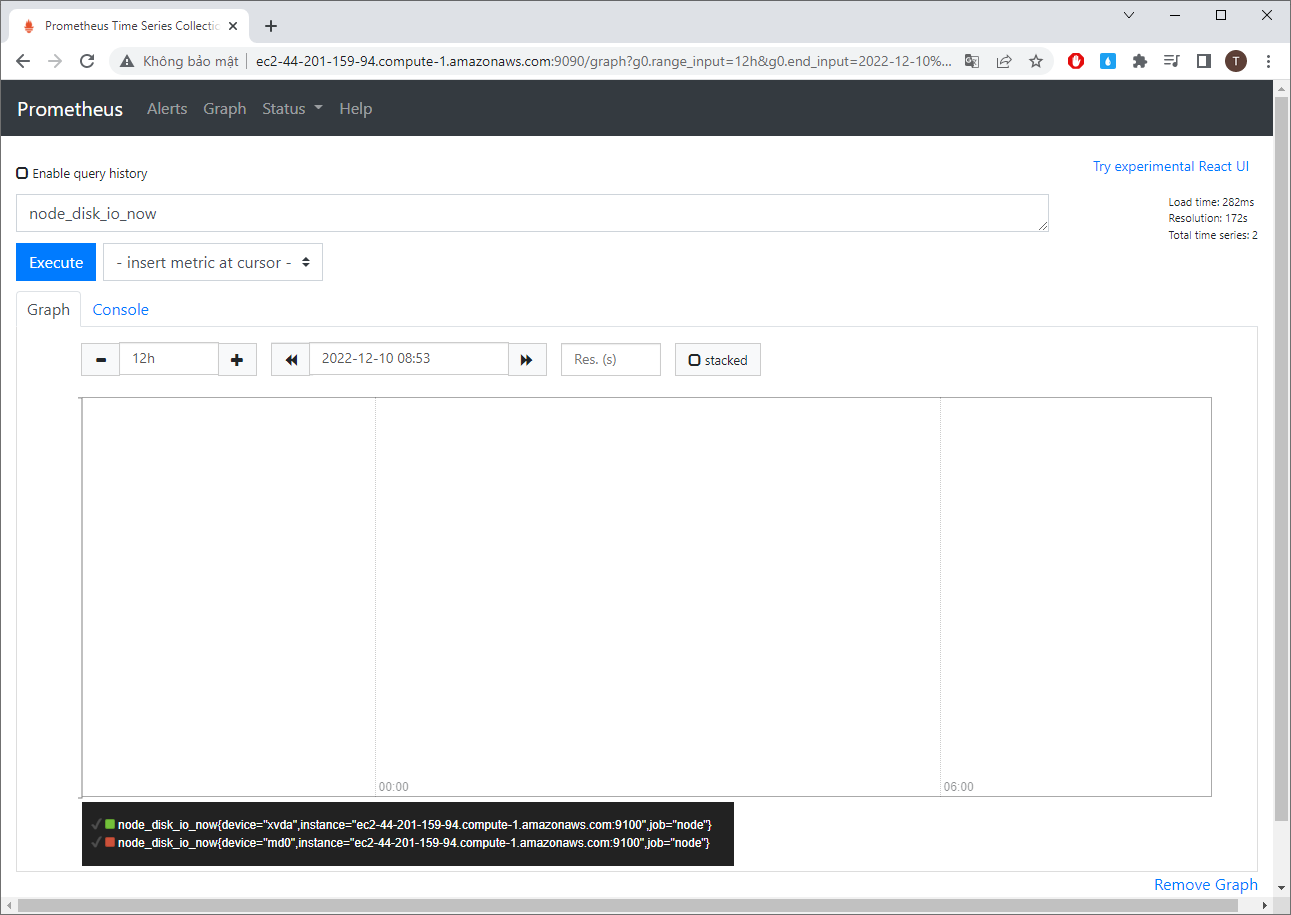 Prometheus Time Series Collectic
Không bảo mật
ec2-44-201-159-94.compute-1.amazonaws.com:9090/graph?g0.range_input=12h&g0.end_input=2022-12-10%...
T
Prometheus Alerts Graph Status Help
Enable query history
Try experimental React UI
node_disk_io_now
Load time: 282ms
Resolution: 172s
Total time series: 2
Execute
- insert metric at cursor -
Graph Console
12h
2022-12-10 08:53
Res. (s)
stacked
00:00
06:00
node_disk_io_now{device="xvda",instance="ec2-44-201-159-94.compute-1.amazonaws.com:9100",job="node"}
node_disk_io_now{device="md0",instance="ec2-44-201-159-94.compute-1.amazonaws.com:9100",job="node"}
Remove Graph